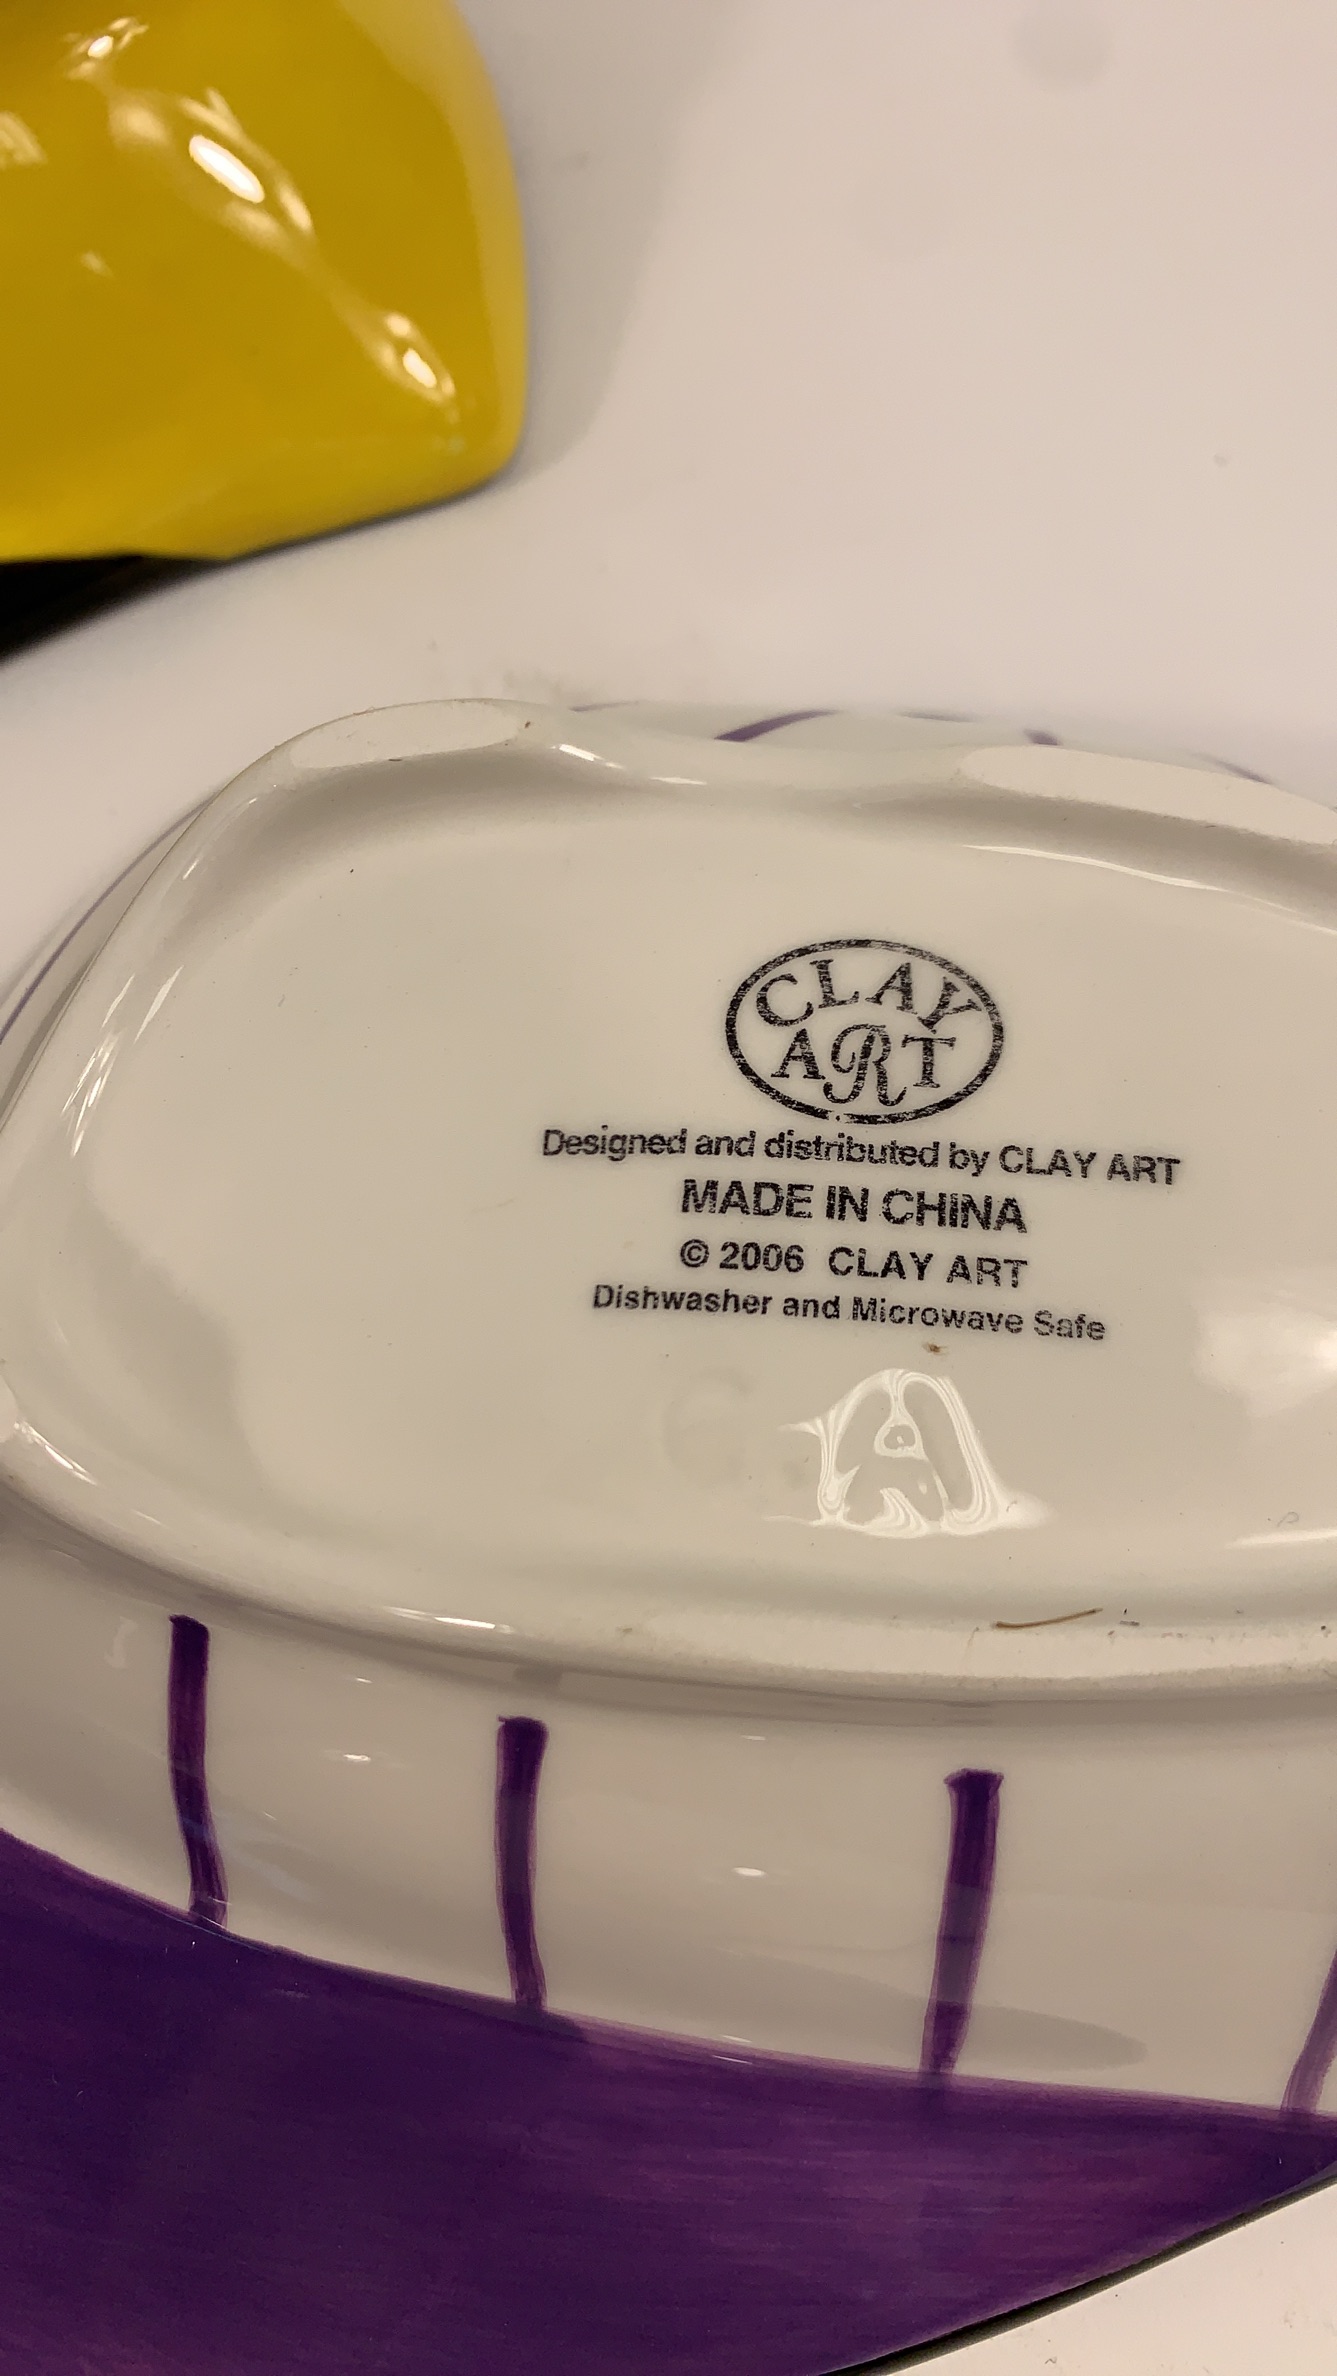 CLAY
ART
Designed and distributed by CLAY ART
MADE IN CHINA
© 2006 CLAY ART
Dishwasher and Microwave Safe